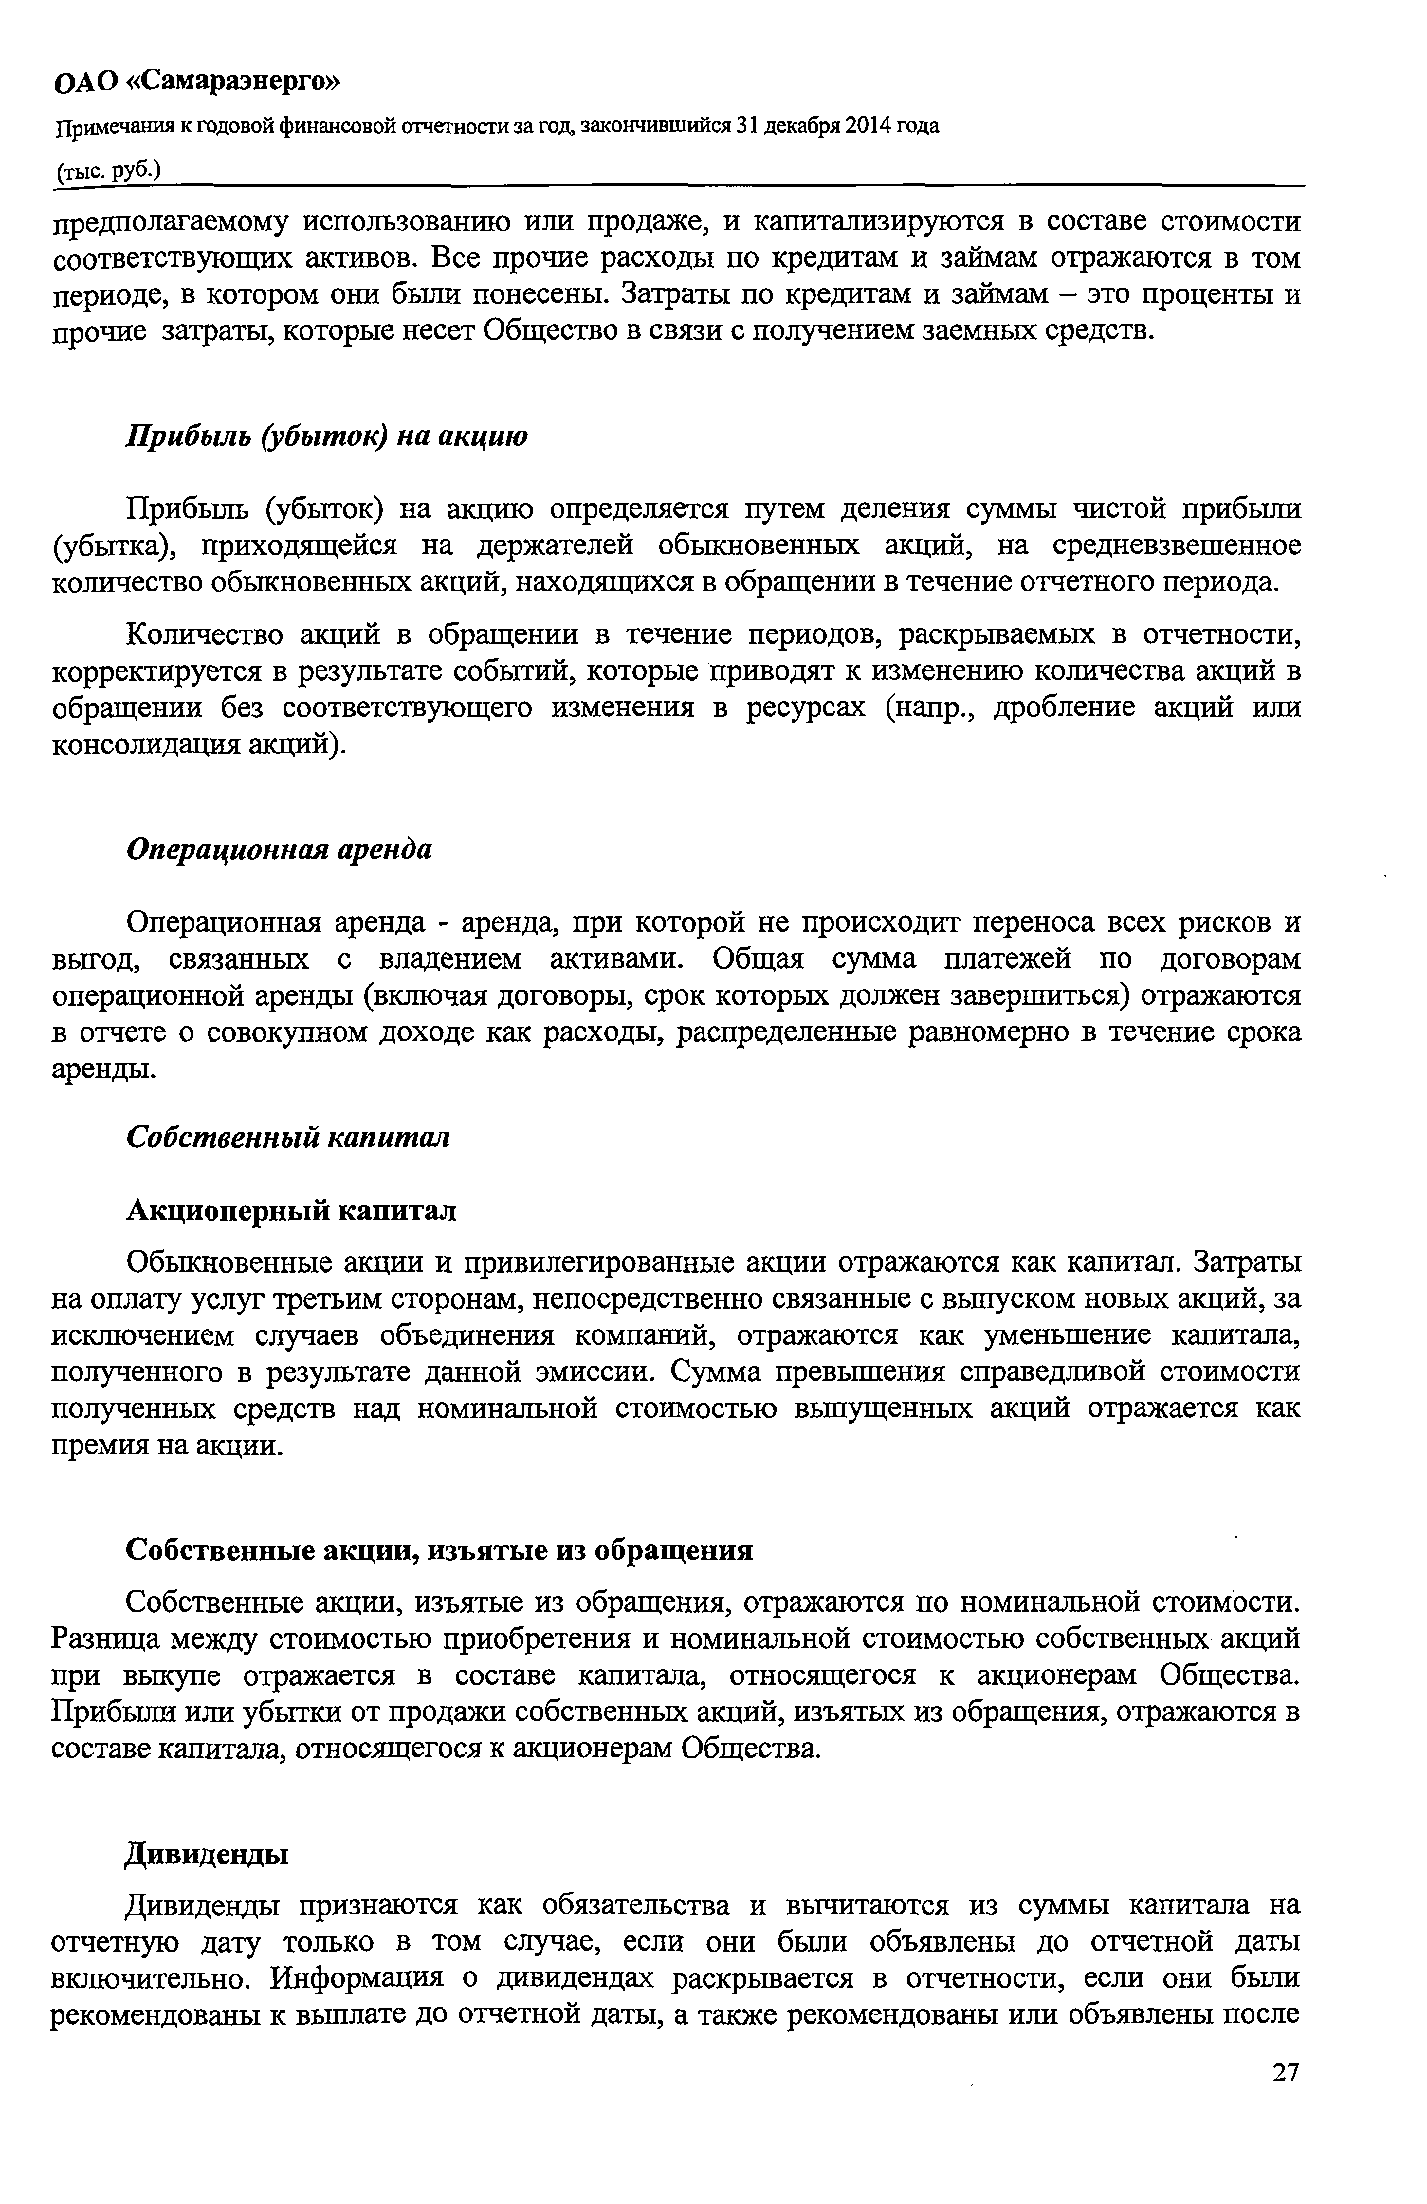 ОАО «Самараэнерго»
Примечания к годовой финансовой отчетности за год, закончившийся 31 декабря 2014 года
(тыс. руб.)
предполагаемому использованию или продаже, и капитализируются в составе стоимости
соответствующих активов. Все прочие расходы по кредитам и займам отражаются в том
периоде, в котором они были понесены. Затраты по кредитам и займам – это проценты и
прочие затраты, которые несет Общество в связи с получением заемных средств.
Прибыль (убыток) на акцию
Прибыль (убыток) на акцию определяется путем деления суммы чистой прибыли
(убытка), приходящейся на держателей обыкновенных акций, на средневзвешенное
количество обыкновенных акций, находящихся в обращении в течение отчетного периода.
Количество акций в обращении в течение периодов, раскрываемых в отчетности,
корректируется в результате событий, которые приводят к изменению количества акций в
обращении без соответствующего изменения в ресурсах (напр., дробление акций или
консолидация акций).
Операционная аренда
Операционная аренда - аренда, при которой не происходит переноса всех рисков и
выгод, связанных с владением активами. Общая сумма платежей по договорам
операционной аренды (включая договоры, срок которых должен завершиться) отражаются
в отчете о совокупном доходе как расходы, распределенные равномерно в течение срока
аренды.
Собственный капитал
Акционерный капитал
Обыкновенные акции и привилегированные акции отражаются как капитал. Затраты
на оплату услуг третьим сторонам, непосредственно связанные с выпуском новых акций, за
исключением случаев объединения компаний, отражаются как уменьшение капитала,
полученного в результате данной эмиссии. Сумма превышения справедливой стоимости
полученных средств над номинальной стоимостью выпущенных акций отражается как
премия на акции.
Собственные акции, изъятые из обращения
Собственные акции, изъятые из обращения, отражаются по номинальной стоимости.
Разница между стоимостью приобретения и номинальной стоимостью собственных акций
при выкупе отражается в составе капитала, относящегося к акционерам Общества.
Прибыли или убытки от продажи собственных акций, изъятых из обращения, отражаются в
составе капитала, относящегося к акционерам Общества.
Дивиденды
Дивиденды признаются как обязательства и вычитаются из суммы капитала на
отчетную дату только в том случае, если они были объявлены до отчетной даты
включительно. Информация о дивидендах раскрывается в отчетности, если они были
рекомендованы к выплате до отчетной даты, а также рекомендованы или объявлены после
27